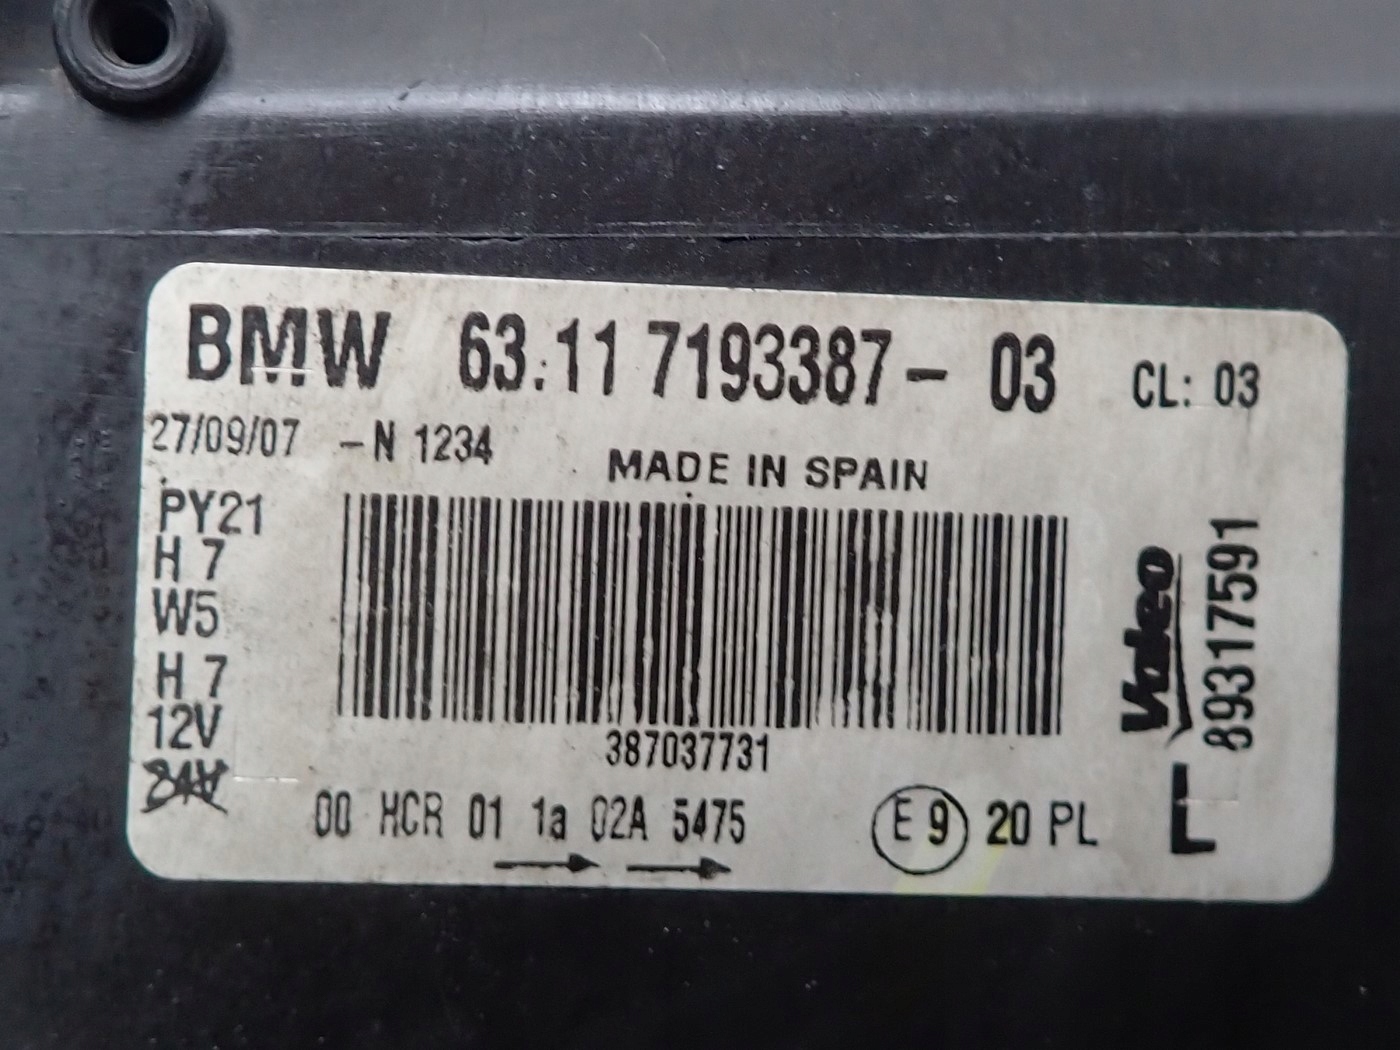 BMW 63.11 7193387- 03 CL: 03
27/09/07 -N 1234
MADE IN SPAIN
PY21
H 7
W5
H 7
12V
24V
387037731
00 HCR 01 1a 02A 5475
E 9 20 PL
Valeo
89317591
L